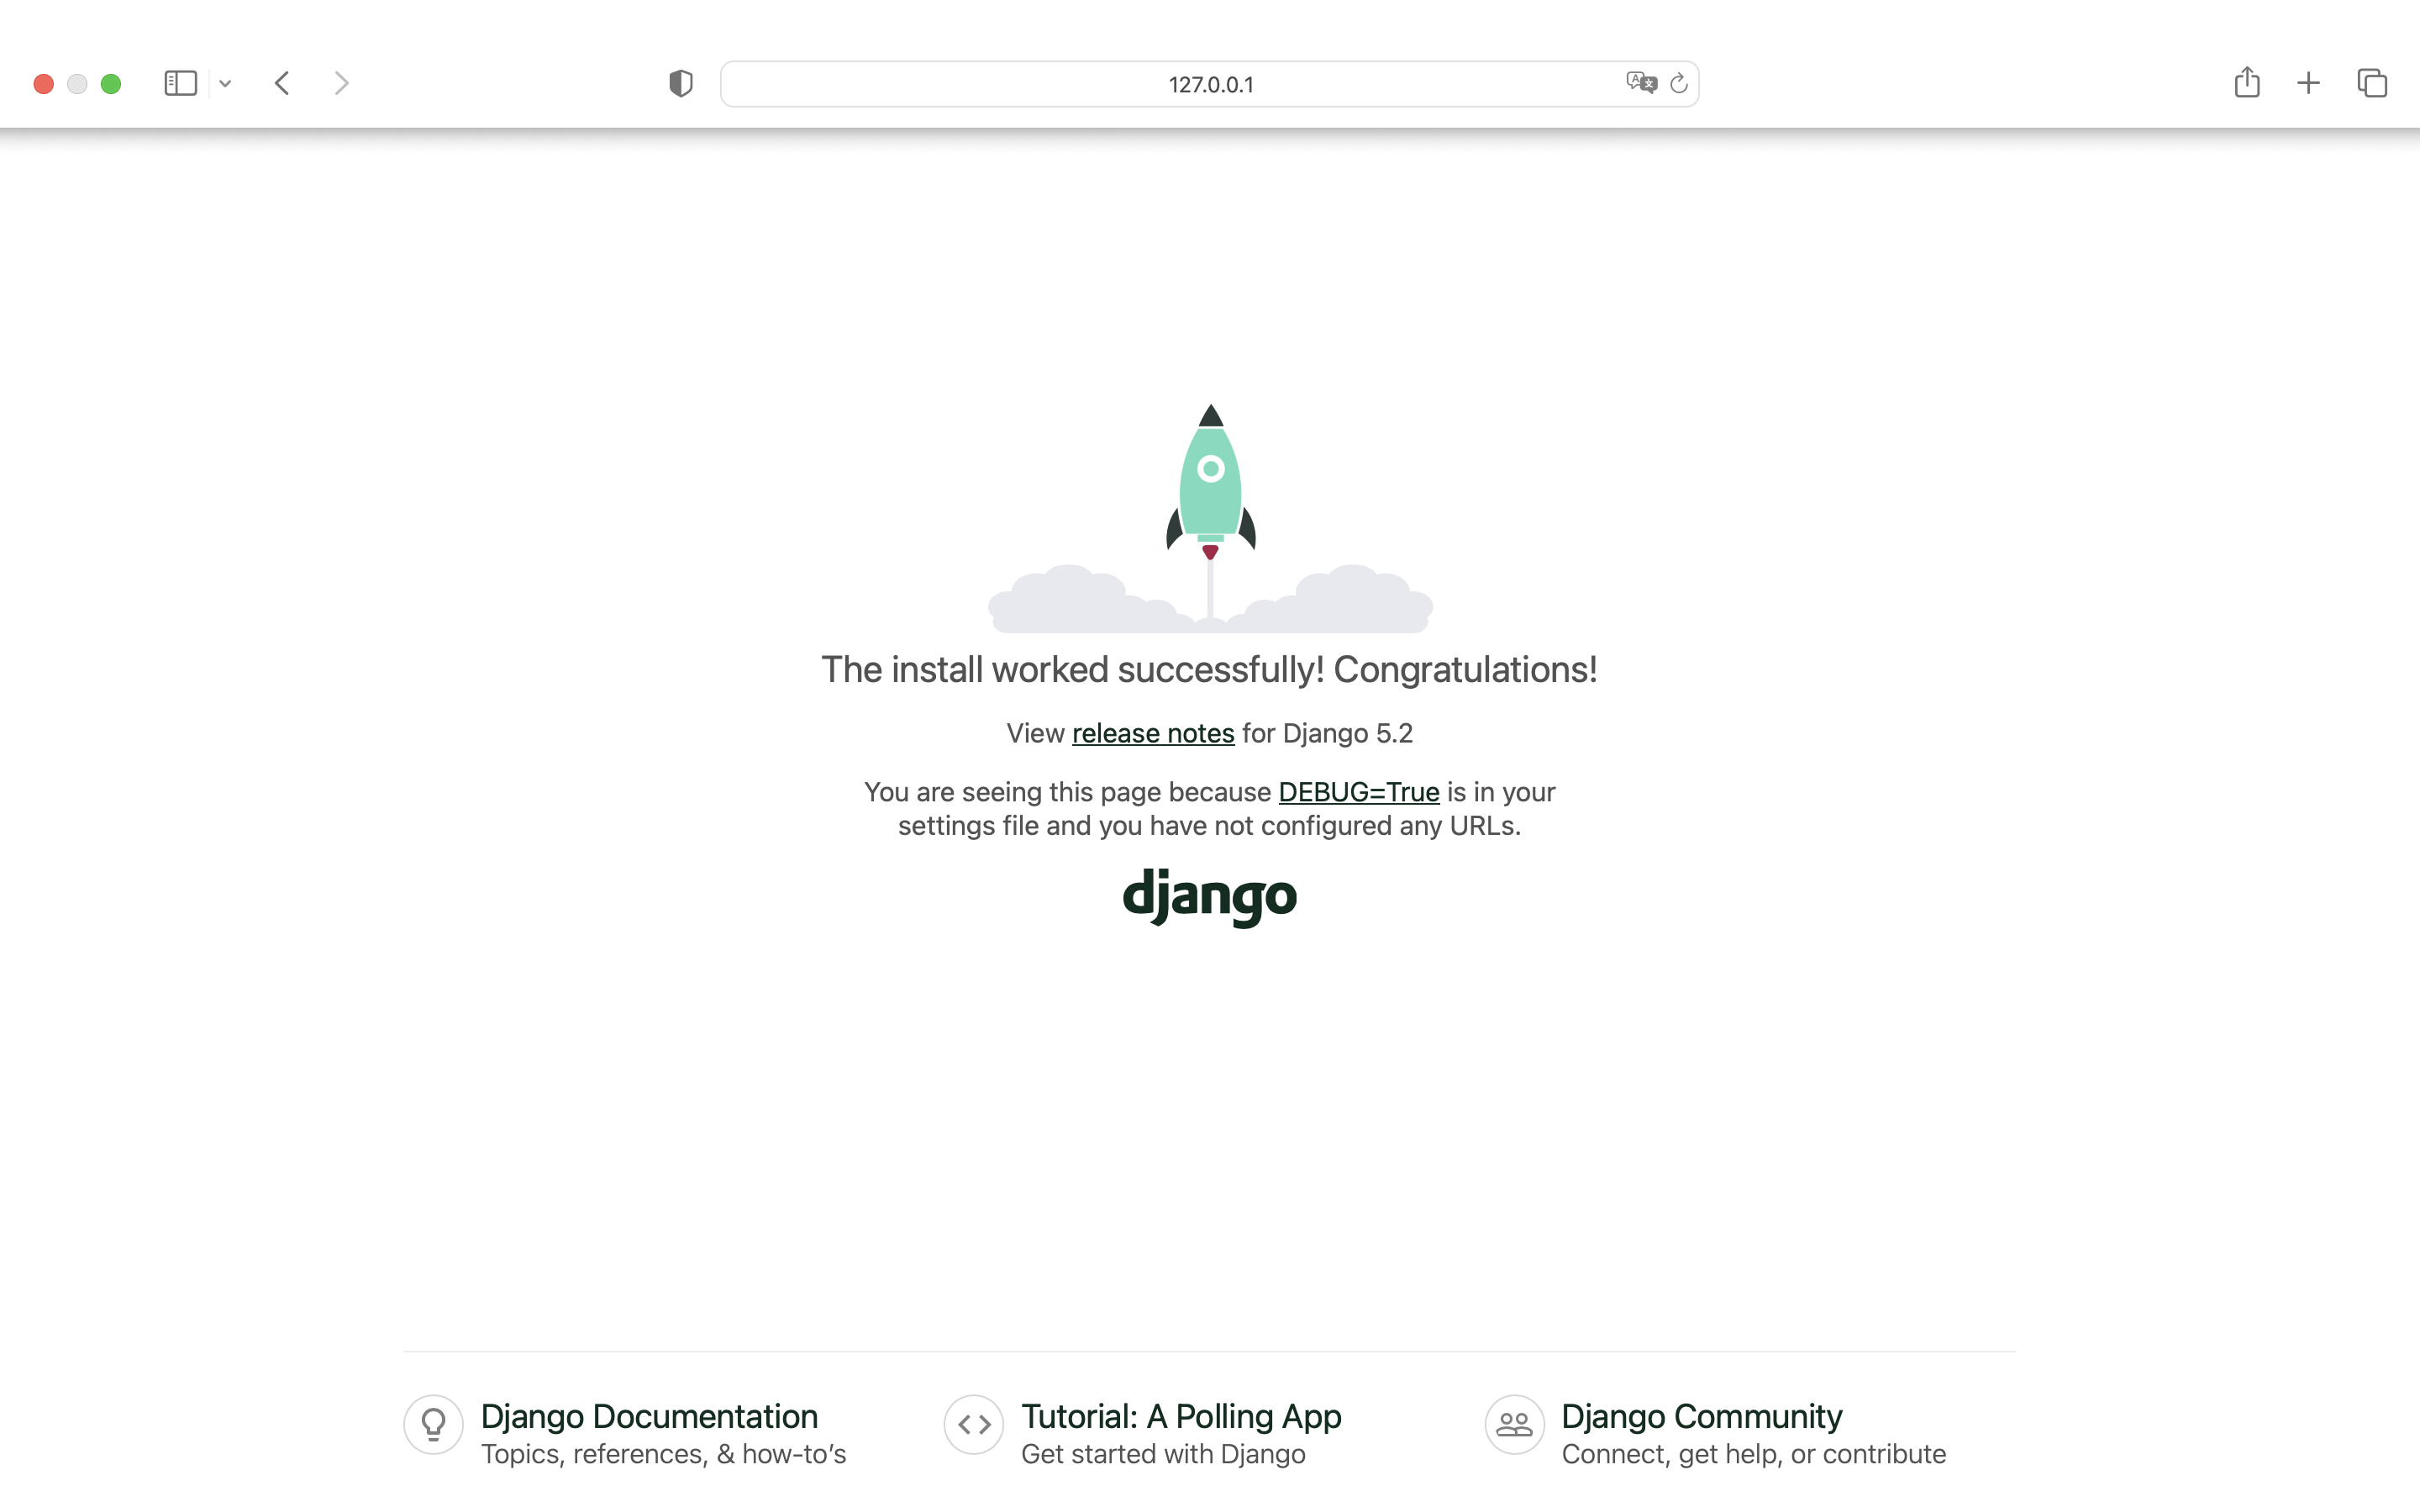 127.0.0.1
The install worked successfully! Congratulations!
View release notes for Django 5.2
You are seeing this page because DEBUG=True is in your
settings file and you have not configured any URLs.
django
Django Documentation
Topics, references, & how-to’s
Tutorial: A Polling App
Get started with Django
Django Community
Connect, get help, or contribute